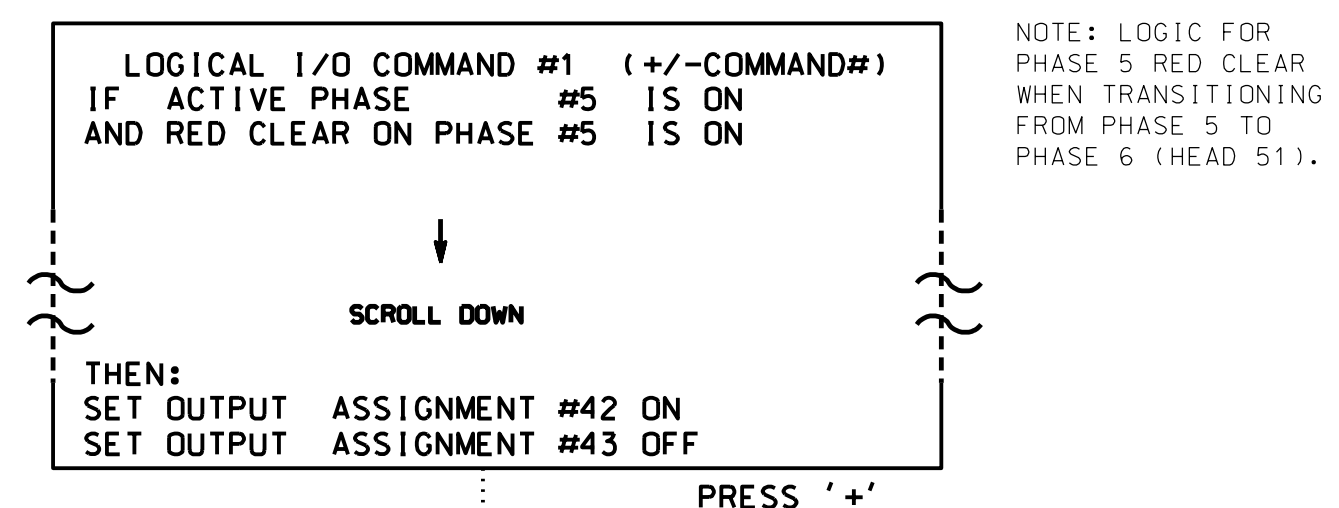 LOGICAL I/O COMMAND #1 (+/-COMMAND#)
IF ACTIVE PHASE #5 IS ON
AND RED CLEAR ON PHASE #5 IS ON
SCROLL DOWN
THEN:
SET OUTPUT ASSIGNMENT #42 ON
SET OUTPUT ASSIGNMENT #43 OFF
PRESS '+'
NOTE: LOGIC FOR
PHASE 5 RED CLEAR
WHEN TRANSITIONING
FROM PHASE 5 TO
PHASE 6 (HEAD 51).